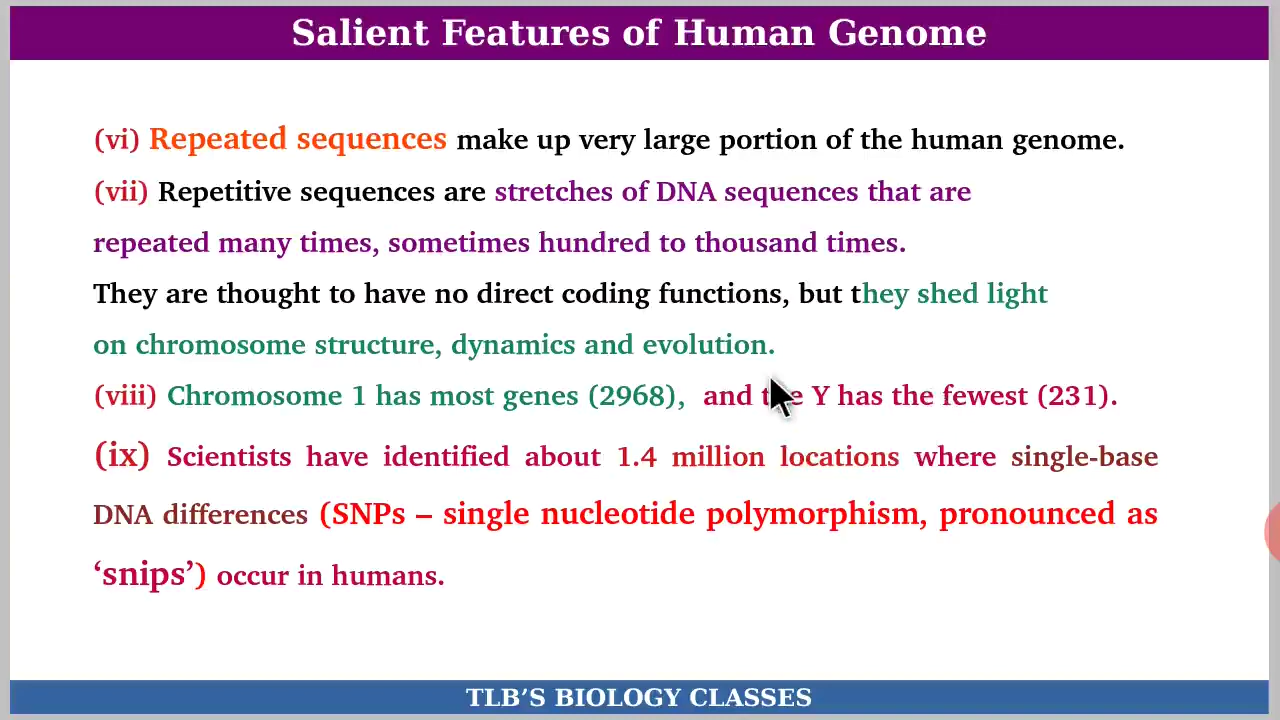 Salient Features of Human Genome
(vi) Repeated sequences make up very large portion of the human genome.
(vii) Repetitive sequences are stretches of DNA sequences that are
repeated many times, sometimes hundred to thousand times.
They are thought to have no direct coding functions, but they shed light
on chromosome structure, dynamics and evolution.
(viii) Chromosome 1 has most genes (2968), and the Y has the fewest (231).
(ix) Scientists have identified about 1.4 million locations where single-base
DNA differences (SNPs – single nucleotide polymorphism, pronounced as
‘snips’) occur in humans.
TLB’S BIOLOGY CLASSES